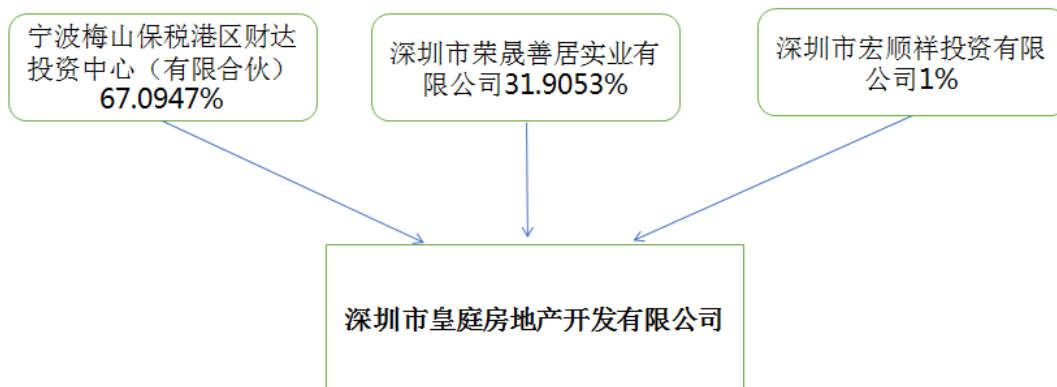 宁波梅山保税港区财达
投资中心（有限合伙）
67.0947%
深圳市荣晟善居实业有
限公司31.9053%
深圳市宏顺祥投资有限
公司1%
深圳市皇庭房地产开发有限公司